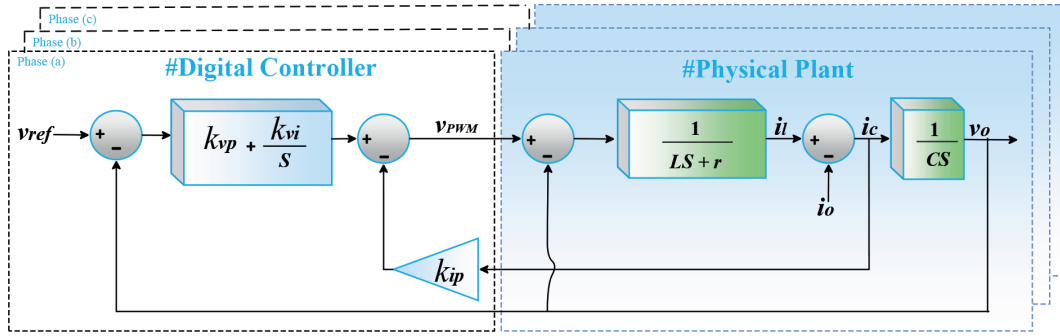 Phase (c)
Phase (b)
Phase (a)
#Digital Controller
#Physical Plant
vref
+
-
kvp + kvi/S
+
-
vPWM
+
-
1/(LS + r)
il
+
-
ic
io
1/CS
vo
kip